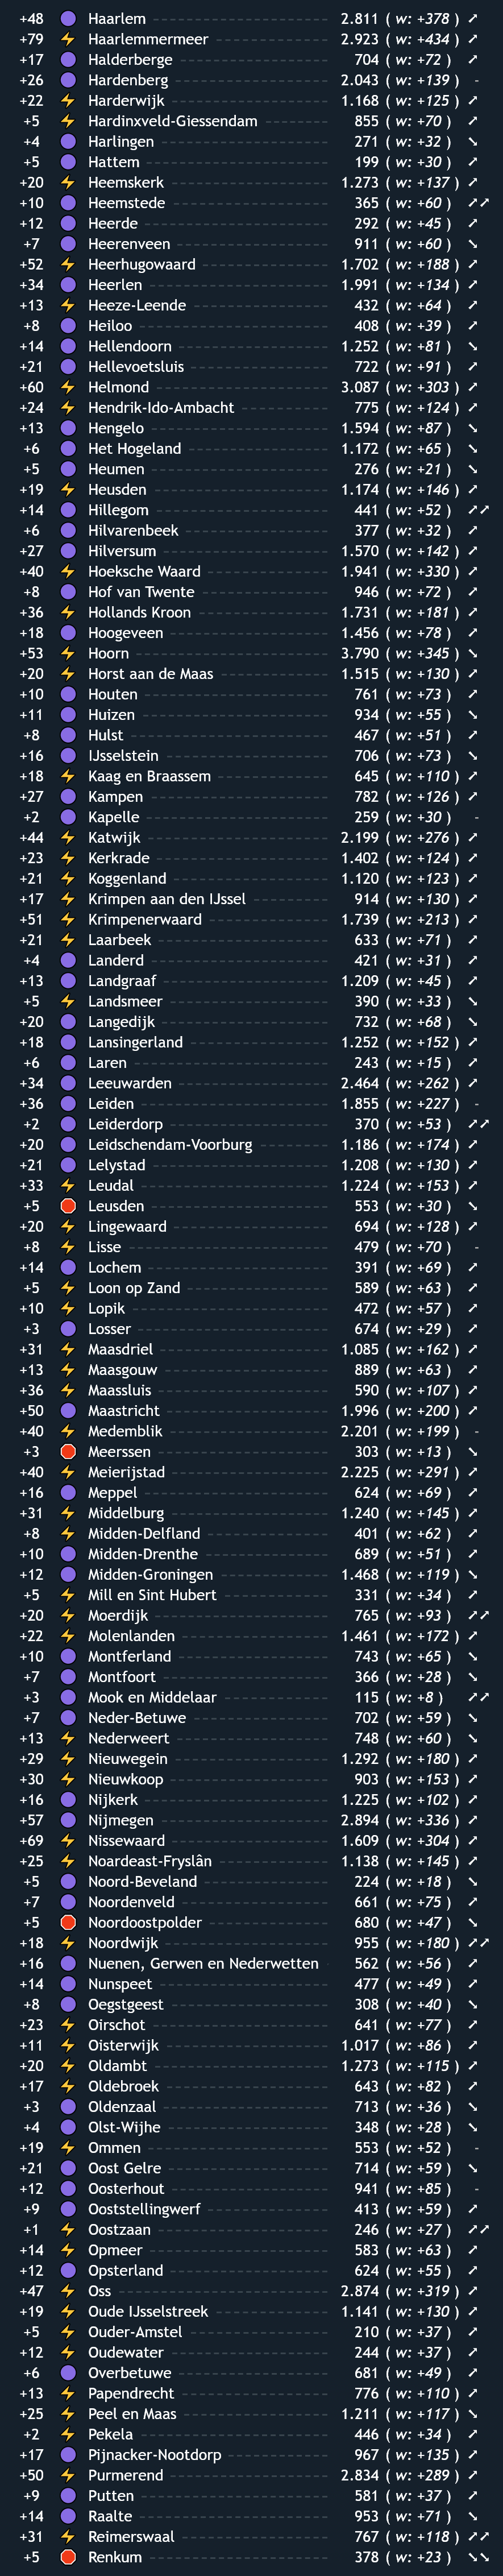 +48 Haarlem 2.811 ( w: +378 ) ↗
+79 Haarlemmermeer 2.923 ( w: +434 ) ↗
+17 Halderberge 704 ( w: +72 ) ↗
+26 Hardenberg 2.043 ( w: +139 ) -
+22 Harderwijk 1.168 ( w: +125 ) ↗
+5 Hardinxveld-Giessendam 855 ( w: +70 ) ↗
+4 Harlingen 271 ( w: +32 ) ↘
+5 Hattem 199 ( w: +30 ) ↗
+20 Heemskerk 1.273 ( w: +137 ) ↗
+10 Heemstede 365 ( w: +60 ) ↗↗
+12 Heerde 292 ( w: +45 ) ↗
+7 Heerenveen 911 ( w: +60 ) ↘
+52 Heerhugowaard 1.702 ( w: +188 ) ↗
+34 Heerlen 1.991 ( w: +134 ) ↗
+13 Heeze-Leende 432 ( w: +64 ) ↗
+8 Heiloo 408 ( w: +39 ) ↗
+14 Hellendoorn 1.252 ( w: +81 ) ↘
+21 Hellevoetsluis 722 ( w: +91 ) ↗
+60 Helmond 3.087 ( w: +303 ) ↗
+24 Hendrik-Ido-Ambacht 775 ( w: +124 ) ↗
+13 Hengelo 1.594 ( w: +87 ) ↘
+6 Het Hogeland 1.172 ( w: +65 ) ↘
+5 Heumen 276 ( w: +21 ) ↘
+19 Heusden 1.174 ( w: +146 ) ↗
+14 Hillegom 441 ( w: +52 ) ↗↗
+6 Hilvarenbeek 377 ( w: +32 ) ↗
+27 Hilversum 1.570 ( w: +142 ) ↗
+40 Hoeksche Waard 1.941 ( w: +330 ) ↗
+8 Hof van Twente 946 ( w: +72 ) ↗
+36 Hollands Kroon 1.731 ( w: +181 ) ↗
+18 Hoogeveen 1.456 ( w: +78 ) ↗
+53 Hoorn 3.790 ( w: +345 ) ↘
+20 Horst aan de Maas 1.515 ( w: +130 ) ↗
+10 Houten 761 ( w: +73 ) ↗
+11 Huizen 934 ( w: +55 ) ↘
+8 Hulst 467 ( w: +51 ) ↗
+16 IJsselstein 706 ( w: +73 ) ↘
+18 Kaag en Braassem 645 ( w: +110 ) ↗
+27 Kampen 782 ( w: +126 ) ↗
+2 Kapelle 259 ( w: +30 ) -
+44 Katwijk 2.199 ( w: +276 ) ↗
+23 Kerkrade 1.402 ( w: +124 ) ↗
+21 Koggenland 1.120 ( w: +123 ) ↗
+17 Krimpen aan den IJssel 914 ( w: +130 ) ↗
+51 Krimpenerwaard 1.739 ( w: +213 ) ↗
+21 Laarbeek 633 ( w: +71 ) ↗
+4 Landerd 421 ( w: +31 ) ↗
+13 Landgraaf 1.209 ( w: +45 ) ↗
+5 Landsmeer 390 ( w: +33 ) ↘
+20 Langedijk 732 ( w: +68 ) ↘
+18 Lansingerland 1.252 ( w: +152 ) ↗
+6 Laren 243 ( w: +15 ) ↗
+34 Leeuwarden 2.464 ( w: +262 ) ↗
+36 Leiden 1.855 ( w: +227 ) -
+2 Leiderdorp 370 ( w: +53 ) ↗↗
+20 Leidschendam-Voorburg 1.186 ( w: +174 ) ↗
+21 Lelystad 1.208 ( w: +130 ) ↗
+33 Leudal 1.224 ( w: +153 ) ↗
+5 Leusden 553 ( w: +30 ) ↘
+20 Lingewaard 694 ( w: +128 ) ↗
+8 Lisse 479 ( w: +70 ) -
+14 Lochem 391 ( w: +69 ) ↗
+5 Loon op Zand 589 ( w: +63 ) ↗
+10 Lopik 472 ( w: +57 ) ↗
+3 Losser 674 ( w: +29 ) ↗
+31 Maasdriel 1.085 ( w: +162 ) ↗
+13 Maasgouw 889 ( w: +63 ) ↗
+36 Maassluis 590 ( w: +107 ) ↗
+50 Maastricht 1.996 ( w: +200 ) ↗
+40 Medemblik 2.201 ( w: +199 ) -
+3 Meerssen 303 ( w: +13 ) ↘
+40 Meierijstad 2.225 ( w: +291 ) ↗
+16 Meppel 624 ( w: +69 ) ↗
+31 Middelburg 1.240 ( w: +145 ) ↗
+8 Midden-Delfland 401 ( w: +62 ) ↗
+10 Midden-Drenthe 689 ( w: +51 ) ↗
+12 Midden-Groningen 1.468 ( w: +119 ) ↘
+5 Mill en Sint Hubert 331 ( w: +34 ) ↗
+20 Moerdijk 765 ( w: +93 ) ↗↗
+22 Molenlanden 1.461 ( w: +172 ) ↗
+10 Montferland 743 ( w: +65 ) ↘
+7 Montfoort 366 ( w: +28 ) ↘
+3 Mook en Middelaar 115 ( w: +8 ) ↗↗
+7 Neder-Betuwe 702 ( w: +59 ) ↘
+13 Nederweert 748 ( w: +60 ) ↘
+29 Nieuwegein 1.292 ( w: +180 ) ↗
+30 Nieuwkoop 903 ( w: +153 ) ↗
+16 Nijkerk 1.225 ( w: +102 ) ↗
+57 Nijmegen 2.894 ( w: +336 ) ↗
+69 Nissewaard 1.609 ( w: +304 ) ↗
+25 Noardeast-Fryslân 1.138 ( w: +145 ) ↗
+5 Noord-Beveland 224 ( w: +18 ) ↘
+7 Noordenveld 661 ( w: +75 ) ↗
+5 Noordoostpolder 680 ( w: +47 ) ↘
+18 Noordwijk 955 ( w: +180 ) ↗↗
+16 Nuenen, Gerwen en Nederwetten 562 ( w: +56 ) ↗
+14 Nunspeet 477 ( w: +49 ) ↗
+8 Oegstgeest 308 ( w: +40 ) ↘
+23 Oirschot 641 ( w: +77 ) ↗
+11 Oisterwijk 1.017 ( w: +86 ) ↗
+20 Oldambt 1.273 ( w: +115 ) ↗
+17 Oldebroek 643 ( w: +82 ) ↗
+3 Oldenzaal 713 ( w: +36 ) ↘
+4 Olst-Wijhe 348 ( w: +28 ) ↘
+19 Ommen 553 ( w: +52 ) -
+21 Oost Gelre 714 ( w: +59 ) ↘
+12 Oosterhout 941 ( w: +85 ) -
+9 Ooststellingwerf 413 ( w: +59 ) ↗
+1 Oostzaan 246 ( w: +27 ) ↗↗
+14 Opmeer 583 ( w: +63 ) ↗
+12 Opsterland 624 ( w: +55 ) ↗
+47 Oss 2.874 ( w: +319 ) ↗
+19 Oude IJsselstreek 1.141 ( w: +130 ) ↗
+5 Ouder-Amstel 210 ( w: +37 ) ↗
+12 Oudewater 244 ( w: +37 ) ↗
+6 Overbetuwe 681 ( w: +49 ) ↗
+13 Papendrecht 776 ( w: +110 ) ↗
+25 Peel en Maas 1.211 ( w: +117 ) ↘
+2 Pekela 446 ( w: +34 ) ↗
+17 Pijnacker-Nootdorp 967 ( w: +135 ) ↗
+50 Purmerend 2.834 ( w: +289 ) ↗
+9 Putten 581 ( w: +37 ) ↗
+14 Raalte 953 ( w: +71 ) ↘
+31 Reimerswaal 767 ( w: +118 ) ↗↗
+5 Renkum 378 ( w: +23 ) ↘↘